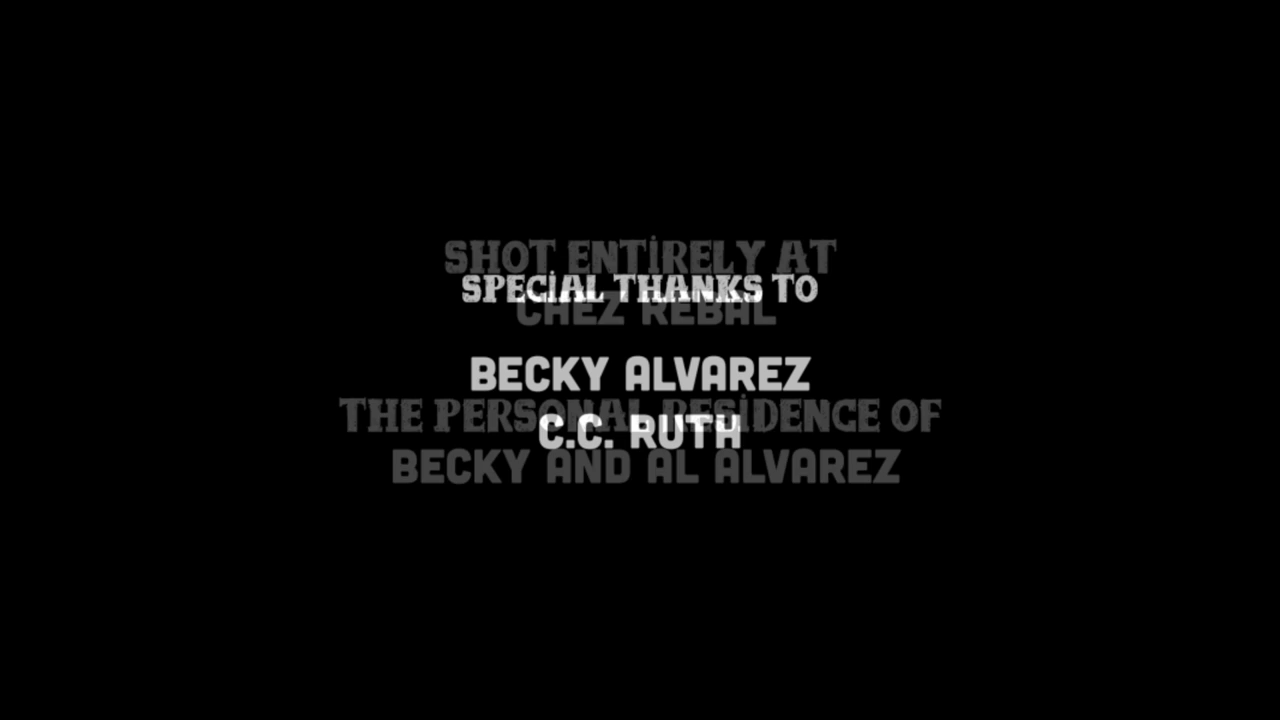 SHOT ENTIRELY AT
SPECIAL THANKS TO
CHEZ REBAL
BECKY ALVAREZ
THE PERSONAL RESIDENCE OF
C.C. RUTH
BECKY AND AL ALVAREZ